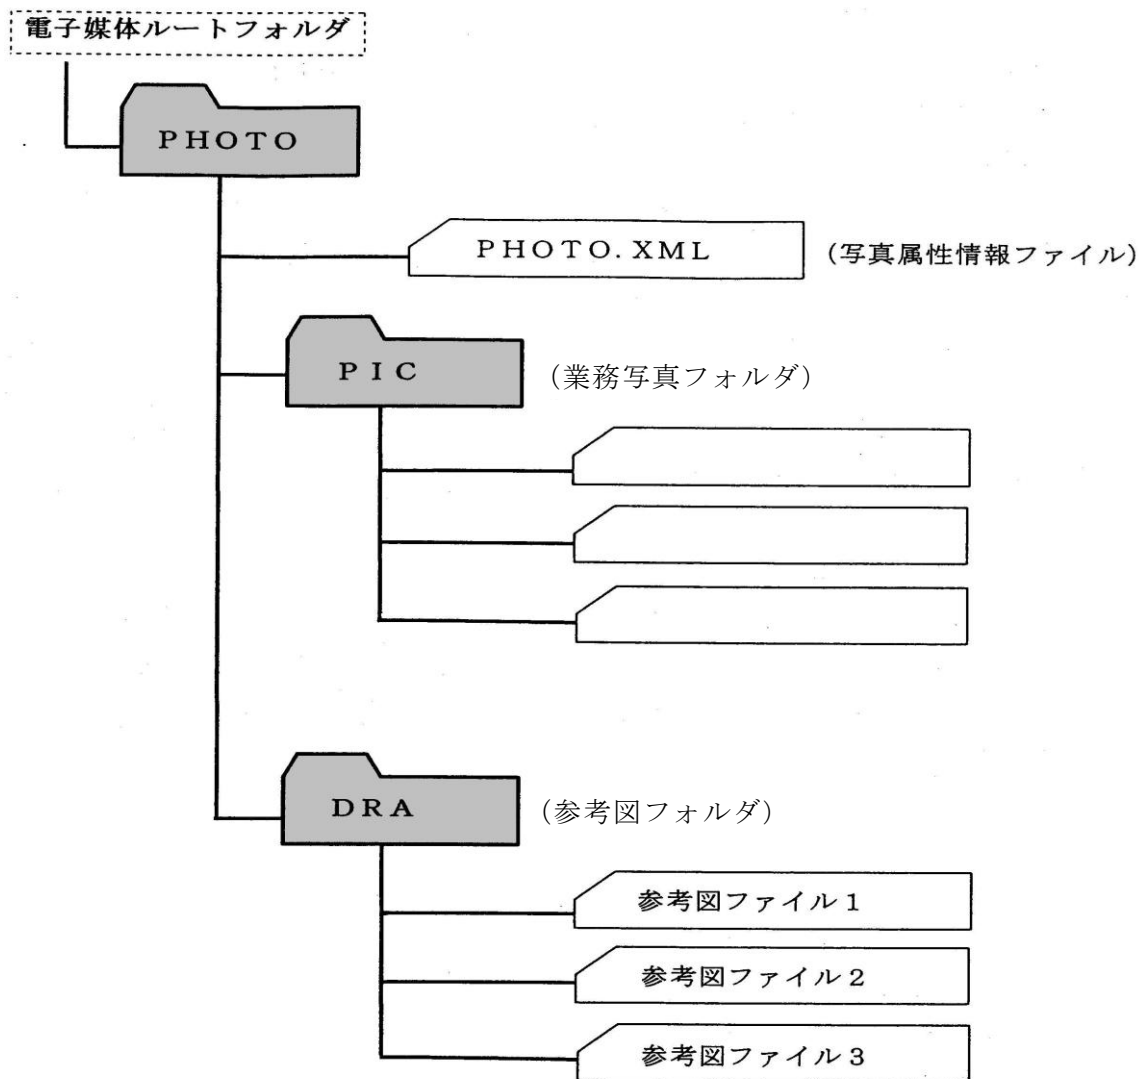 電子媒体ルートフォルダ
PHOTO
PHOTO.XML
(写真属性情報ファイル)
PIC
(業務写真フォルダ)
DRA
(参考図フォルダ)
参考図ファイル1
参考図ファイル2
参考図ファイル3